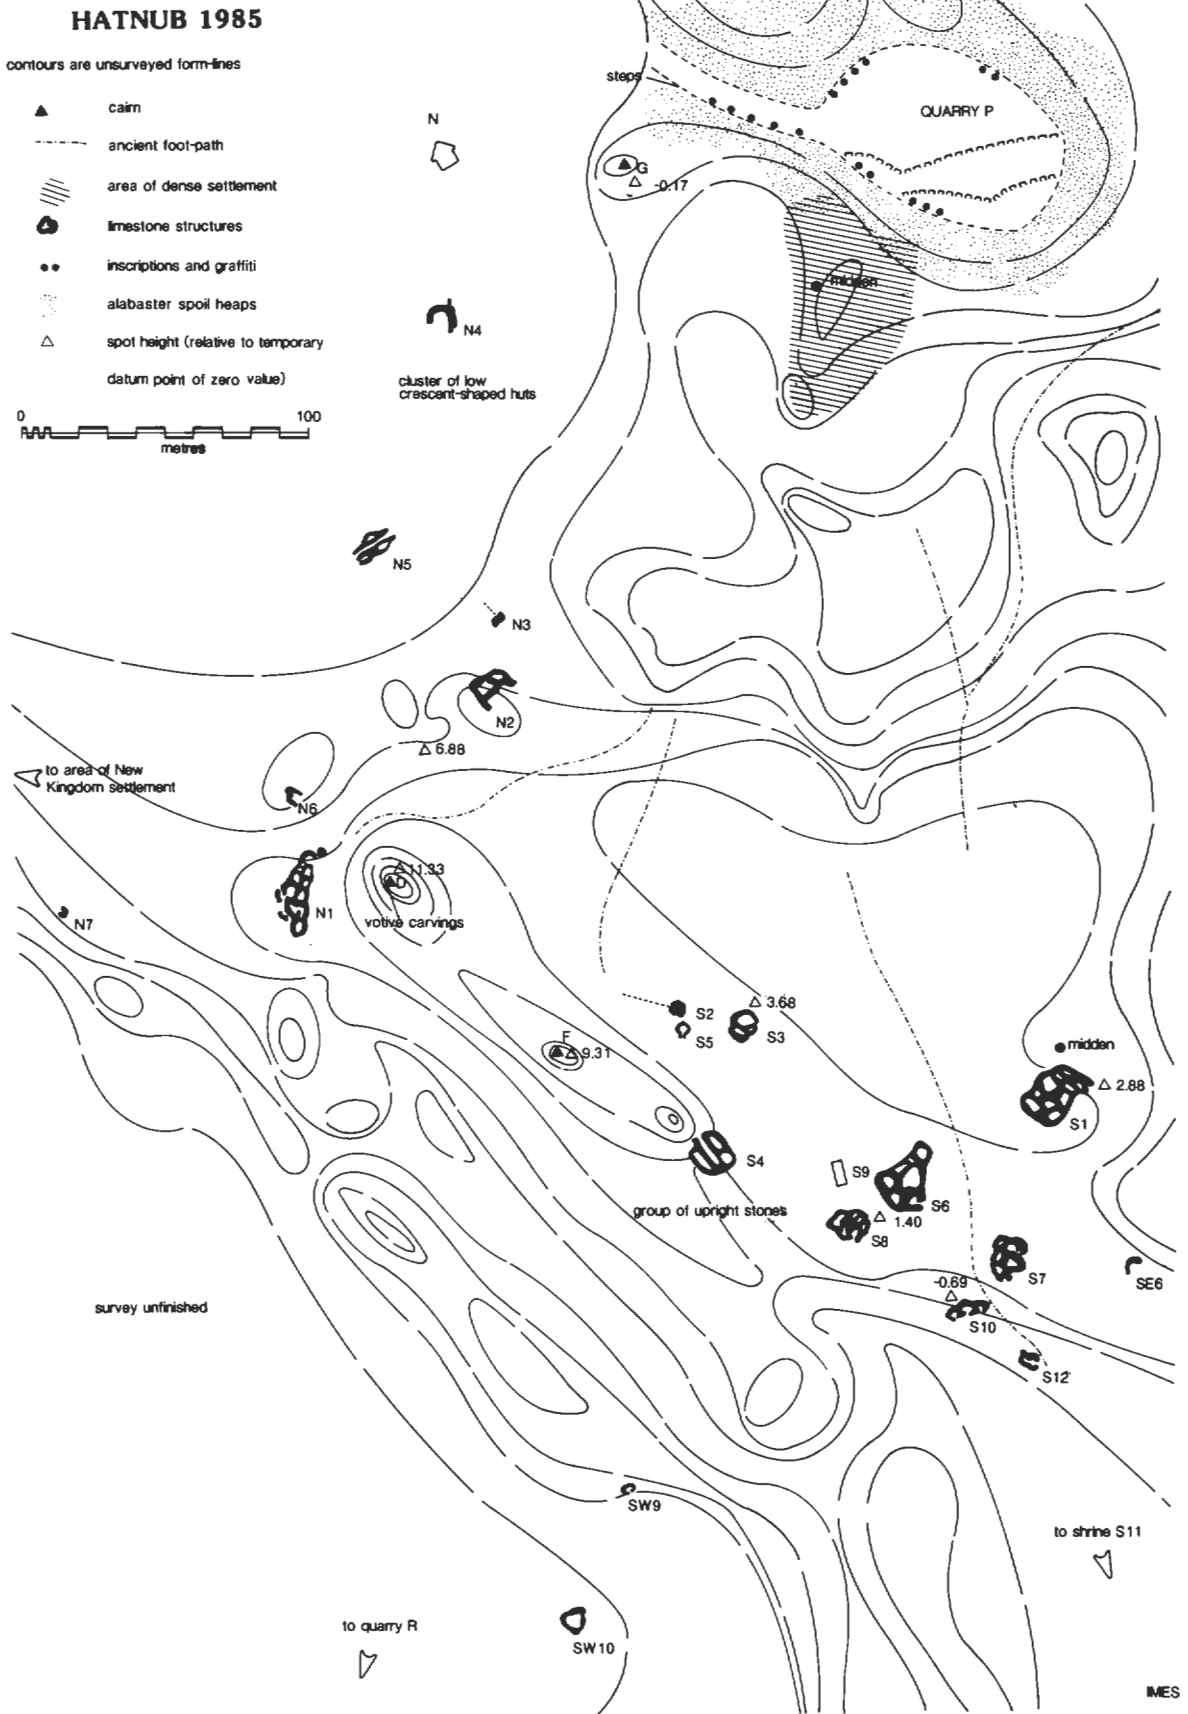 HATNUB 1985
contours are unsurveyed form-lines
cairn
ancient foot-path
area of dense settlement
limestone structures
inscriptions and graffiti
alabaster spoil heaps
spot height (relative to temporary
datum point of zero value)
0 100
metres
N
steps
QUARRY P
G
-0.17
midden
N4
cluster of low
crescent-shaped huts
N5
N3
N2
6.88
to area of New
Kingdom settlement
N6
11.33
D
votive carvings
N1
N7
S2
3.68
S5
S3
F
9.31
midden
2.88
S1
S4
S9
group of upright stones
S6
1.40
S8
S7
SE6
-0.69
S10
S12
survey unfinished
SW9
to shrine S11
to quarry R
SW10
IMES